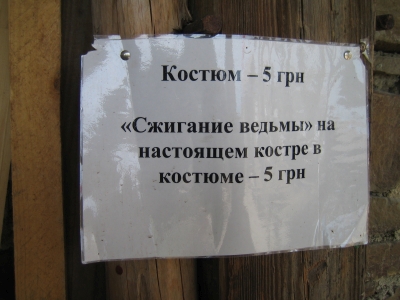 Костюм – 5 грн
«Сжигание ведьмы» на
настоящем костре в
костюме – 5 грн